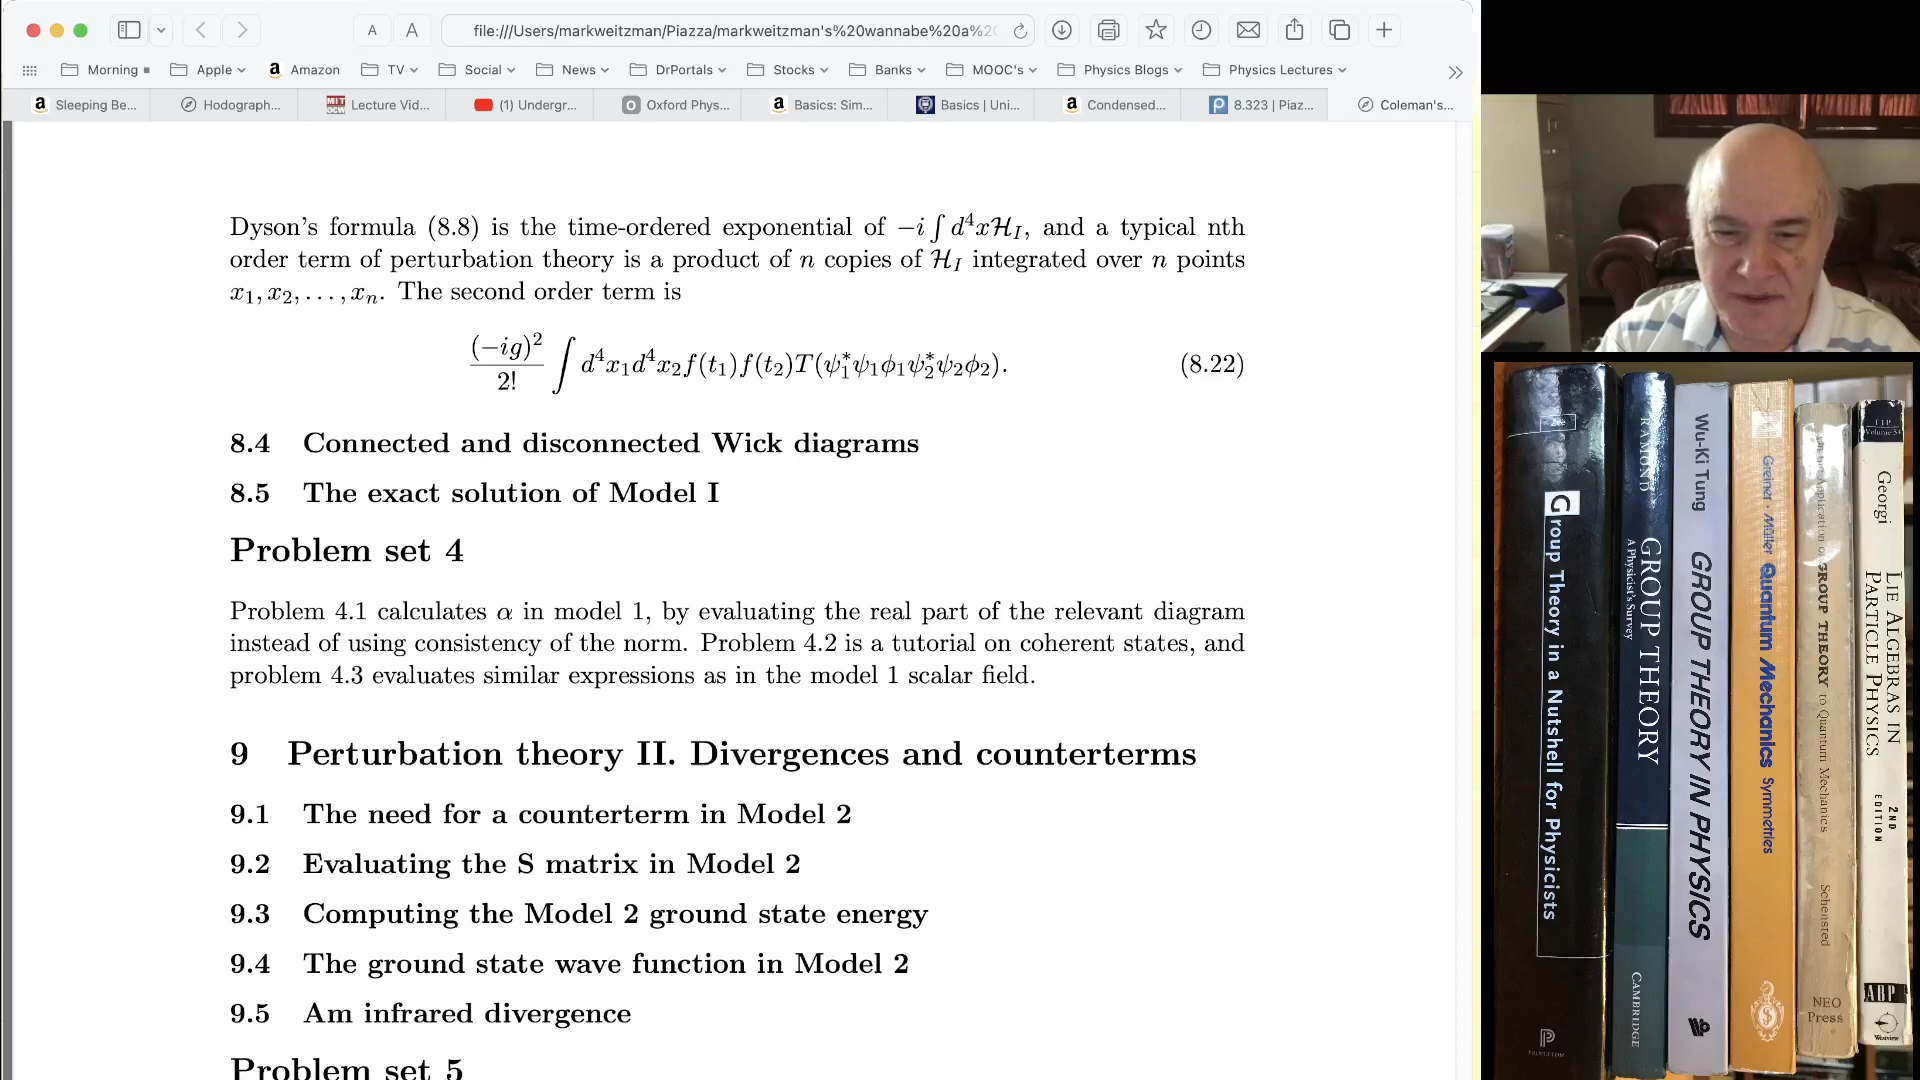 A A file:///Users/markweitzman/Piazza/markweitzman's%20wannabe%20a%2
Morning Apple Amazon TV Social News DrPortals Stocks Banks MOOC's Physics Blogs Physics Lectures
Sleeping Be... Hodograph... Lecture Vid... (1) Undergr... Oxford Phys... Basics: Sim... Basics | Uni... Condensed... 8.323 | Piaz... Coleman's...
Dyson's formula (8.8) is the time-ordered exponential of −i ∫ d⁴xℋ_I, and a typical nth
order term of perturbation theory is a product of n copies of ℋ_I integrated over n points
x₁, x₂, . . . , xₙ. The second order term is
(−ig)²/2! ∫ d⁴x₁d⁴x₂f(t₁)f(t₂)T(ψ₁*ψ₁ϕ₁ψ₂*ψ₂ϕ₂). (8.22)
8.4 Connected and disconnected Wick diagrams
8.5 The exact solution of Model I
Problem set 4
Problem 4.1 calculates α in model 1, by evaluating the real part of the relevant diagram
instead of using consistency of the norm. Problem 4.2 is a tutorial on coherent states, and
problem 4.3 evaluates similar expressions as in the model 1 scalar field.
9 Perturbation theory II. Divergences and counterterms
9.1 The need for a counterterm in Model 2
9.2 Evaluating the S matrix in Model 2
9.3 Computing the Model 2 ground state energy
9.4 The ground state wave function in Model 2
9.5 Am infrared divergence
Problem set 5
Zee Group Theory in a Nutshell for Physicists PRINCETON
RAMOND GROUP THEORY A Physicist's Survey CAMBRIDGE
Wu-Ki Tung GROUP THEORY IN PHYSICS
Greiner · Müller Quantum Mechanics Symmetries
Application of GROUP THEORY to Quantum Mechanics Schensted NEO Press
FIP Volume 54 Georgi LIE ALGEBRAS IN PARTICLE PHYSICS 2ND EDITION ABP Westview